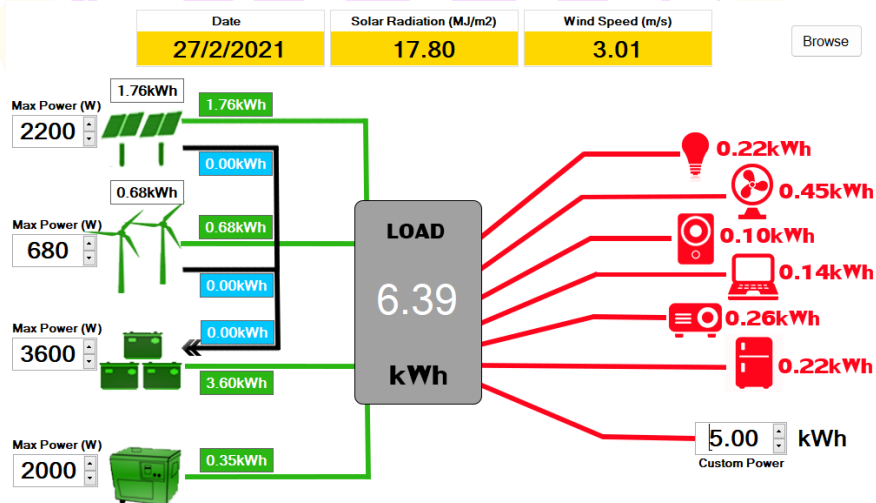 Date
Solar Radiation (MJ/m2)
Wind Speed (m/s)
27/2/2021
17.80
3.01
Browse
1.76kWh
Max Power (W)
2200
1.76kWh
0.00kWh
0.68kWh
Max Power (W)
680
0.68kWh
0.00kWh
Max Power (W)
3600
0.00kWh
3.60kWh
Max Power (W)
2000
0.35kWh
LOAD
6.39
kWh
0.22kWh
0.45kWh
0.10kWh
0.14kWh
0.26kWh
0.22kWh
5.00 kWh
Custom Power